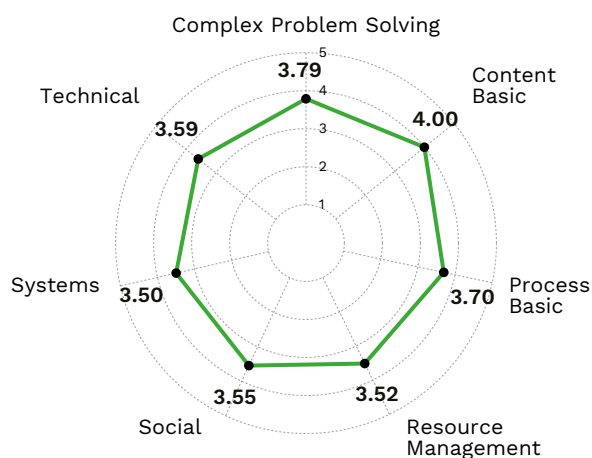 Complex Problem Solving
5
3.79
4
Content
Basic
Technical
4.00
3.59
3
2
1
Systems
3.50
Process
Basic
3.70
3.55
3.52
Social
Resource
Management